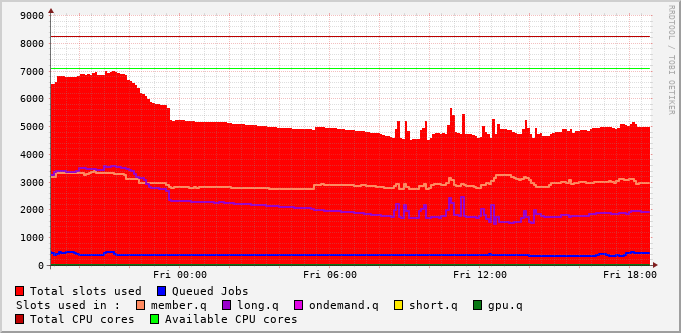 9000
8000
7000
6000
5000
4000
3000
2000
1000
0
Fri 00:00 Fri 06:00 Fri 12:00 Fri 18:00
RRDTOOL / TOBI OETIKER
Total slots used Queued Jobs
Slots used in : member.q long.q ondemand.q short.q gpu.q
Total CPU cores Available CPU cores